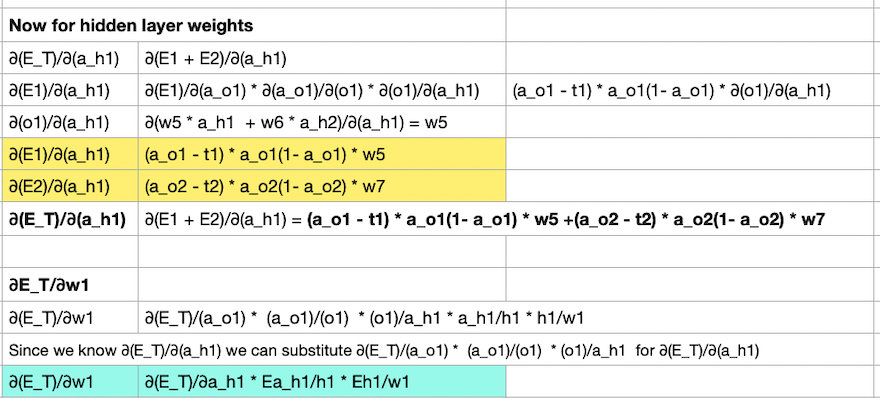 Now for hidden layer weights
∂(E_T)/∂(a_h1) ∂(E1 + E2)/∂(a_h1)
∂(E1)/∂(a_h1) ∂(E1)/∂(a_o1) * ∂(a_o1)/∂(o1) * ∂(o1)/∂(a_h1) (a_o1 - t1) * a_o1(1- a_o1) * ∂(o1)/∂(a_h1)
∂(o1)/∂(a_h1) ∂(w5 * a_h1 + w6 * a_h2)/∂(a_h1) = w5
∂(E1)/∂(a_h1) (a_o1 - t1) * a_o1(1- a_o1) * w5
∂(E2)/∂(a_h1) (a_o2 - t2) * a_o2(1- a_o2) * w7
∂(E_T)/∂(a_h1) ∂(E1 + E2)/∂(a_h1) = (a_o1 - t1) * a_o1(1- a_o1) * w5 +(a_o2 - t2) * a_o2(1- a_o2) * w7
∂E_T/∂w1
∂(E_T)/∂w1 ∂(E_T)/(a_o1) * (a_o1)/(o1) * (o1)/a_h1 * a_h1/h1 * h1/w1
Since we know ∂(E_T)/∂(a_h1) we can substitute ∂(E_T)/(a_o1) * (a_o1)/(o1) * (o1)/a_h1 for ∂(E_T)/∂(a_h1)
∂(E_T)/∂w1 ∂(E_T)/∂a_h1 * Ea_h1/h1 * Eh1/w1